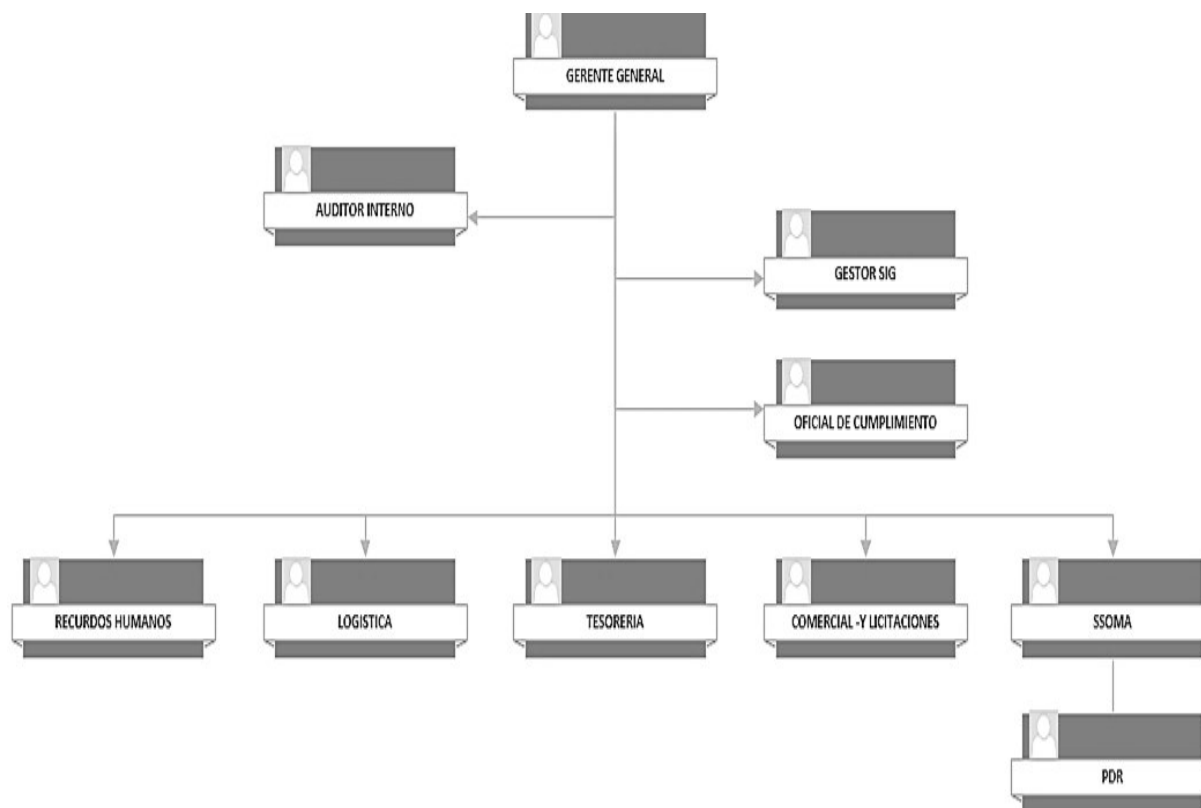 GERENTE GENERAL
AUDITOR INTERNO
GESTOR SIG
OFICIAL DE CUMPLIMIENTO
RECURDOS HUMANOS
LOGISTICA
TESORERIA
COMERCIAL -Y LICITACIONES
SSOMA
PDR